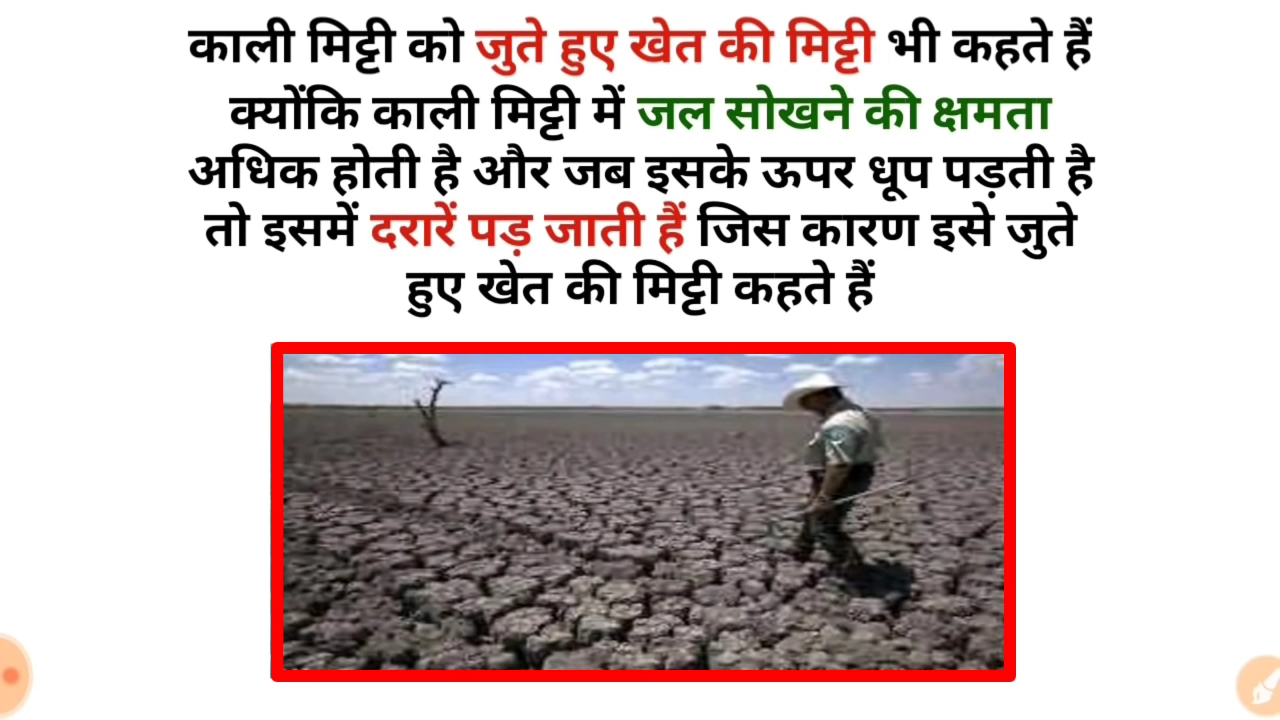 काली मिट्टी को जुते हुए खेत की मिट्टी भी कहते हैं
क्योंकि काली मिट्टी में जल सोखने की क्षमता
अधिक होती है और जब इसके ऊपर धूप पड़ती है
तो इसमें दरारें पड़ जाती हैं जिस कारण इसे जुते
हुए खेत की मिट्टी कहते हैं